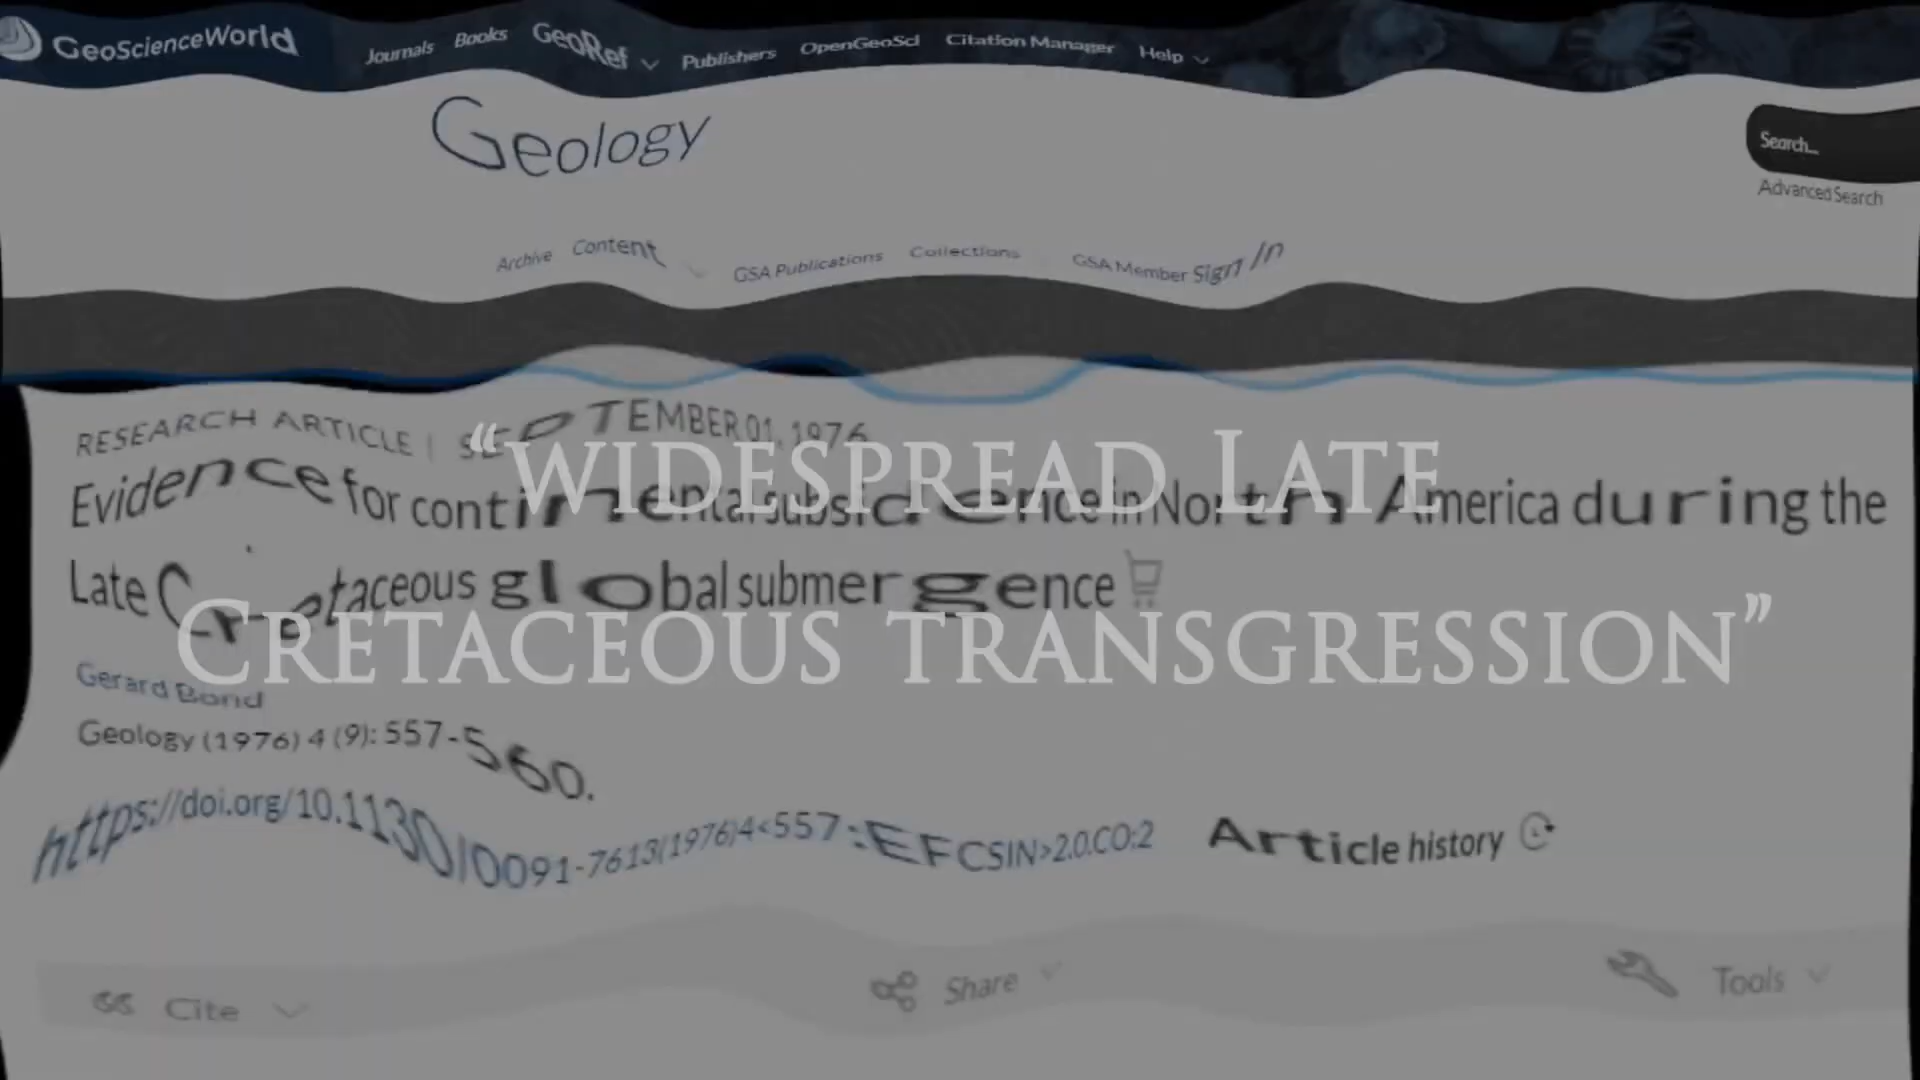 GeoScienceWorld Journals Books GeoRef Publishers OpenGeoSci Citation Manager Help
Geology
Search...
Advanced Search
Archive Content GSA Publications Collections GSA Member Sign In
RESEARCH ARTICLE | SEPTEMBER 01, 1976
“WIDESPREAD LATE
Evidence for continental subsidence in North America during the
Late Cretaceous global submergence
CRETACEOUS TRANSGRESSION”
Gerard Bond
Geology (1976) 4 (9): 557-560.
https://doi.org/10.1130/0091-7613(1976)4<557:EFCSIN>2.0.CO;2 Article history
Cite Share Tools